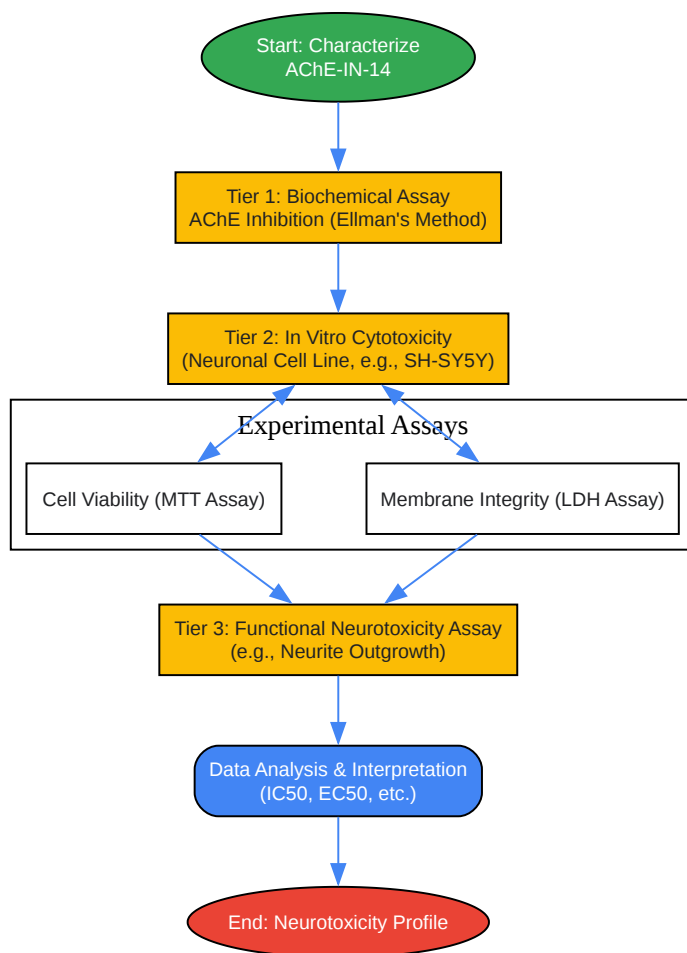 Start: Characterize
AChE-IN-14
Tier 1: Biochemical Assay
AChE Inhibition (Ellman's Method)
Tier 2: In Vitro Cytotoxicity
(Neuronal Cell Line, e.g., SH-SY5Y)
Experimental Assays
Cell Viability (MTT Assay)
Membrane Integrity (LDH Assay)
Tier 3: Functional Neurotoxicity Assay
(e.g., Neurite Outgrowth)
Data Analysis & Interpretation
(IC50, EC50, etc.)
End: Neurotoxicity Profile